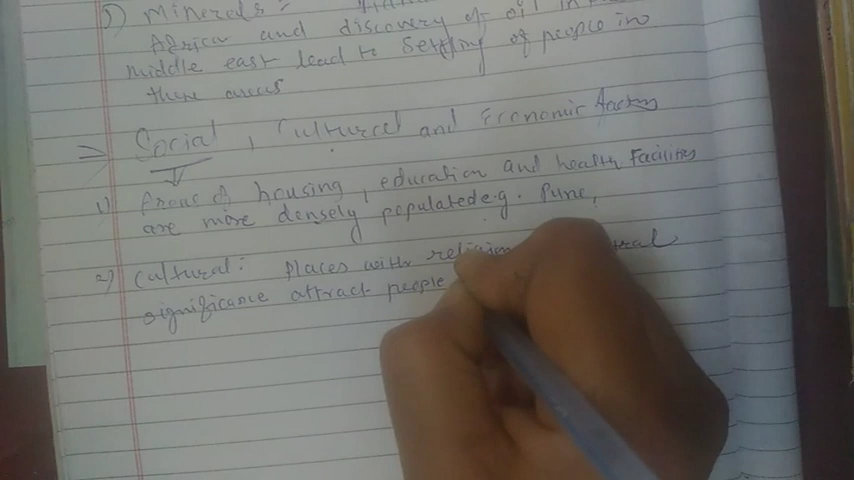 5) Minerals:
Africa and discovery of oil in
middle east lead to settling of people in
these areas
⇒ Social, Cultural and Economic factors
1) Areas of housing, education and health Facilities
are more densely populated e.g. Pune,
2) Cultural: Places with
significance attract people